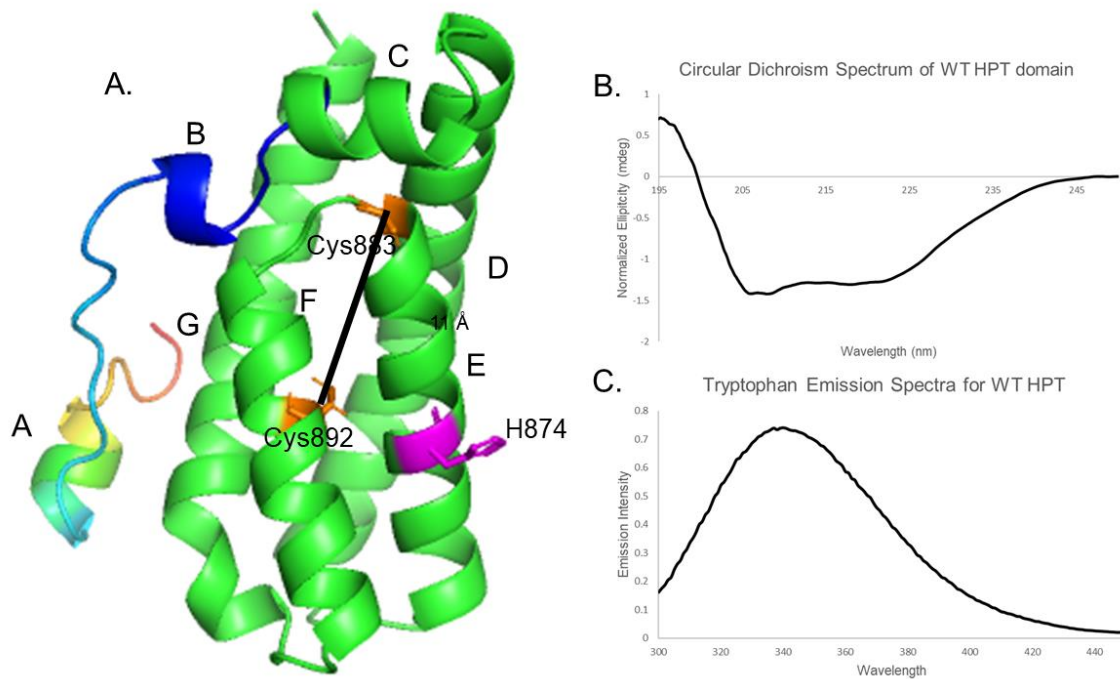 A.
C
B
Cys883
D
F
G
11 Å
E
A
Cys892
H874
Circular Dichroism Spectrum of WT HPT domain
B.
Normalized Ellipitcity (mdeg)
1
0.5
0
-0.5
-1
-1.5
-2
195 205 215 225 235 245
Wavelength (nm)
Tryptophan Emission Spectra for WT HPT
C.
Emission Intensity
0.8
0.7
0.6
0.5
0.4
0.3
0.2
0.1
0
300 320 340 360 380 400 420 440
Wavelength